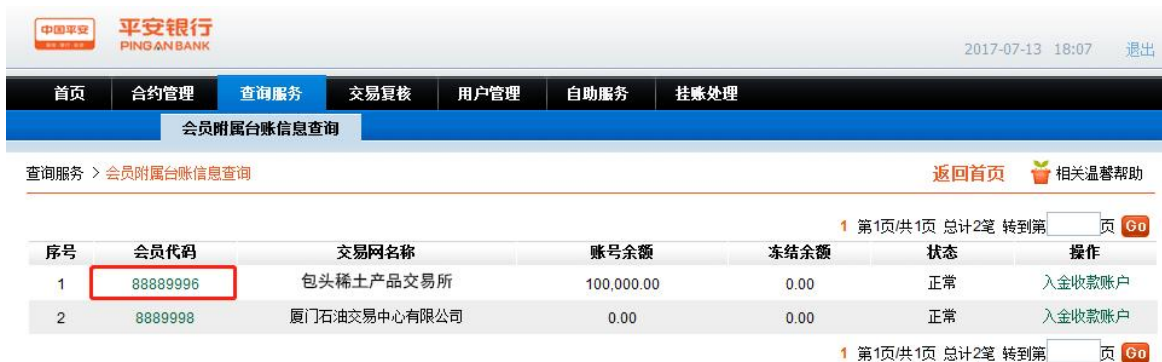 中国平安 平安银行
PING AN BANK
2017-07-13 18:07 退出
首页 合约管理 查询服务 交易复核 用户管理 自助服务 挂账处理
会员附属台账信息查询
查询服务 > 会员附属台账信息查询 返回首页 相关温馨帮助
1 第1页/共1页 总计2笔 转到第 页 Go
序号 会员代码 交易网名称 账号余额 冻结余额 状态 操作
1 88889996 包头稀土产品交易所 100,000.00 0.00 正常 入金收款账户
2 8889998 厦门石油交易中心有限公司 0.00 0.00 正常 入金收款账户
1 第1页/共1页 总计2笔 转到第 页 Go